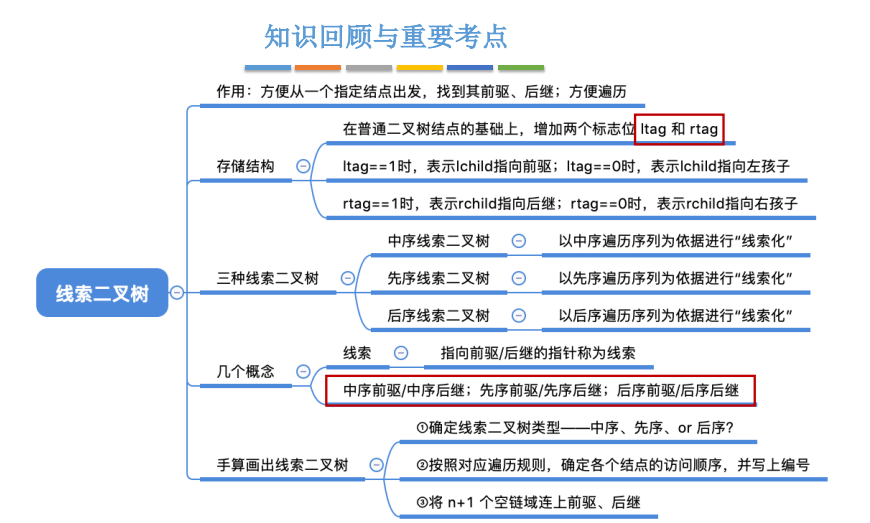 知识回顾与重要考点
作用：方便从一个指定结点出发，找到其前驱、后继；方便遍历
在普通二叉树结点的基础上，增加两个标志位 ltag 和 rtag
存储结构
ltag==1时，表示lchild指向前驱；ltag==0时，表示lchild指向左孩子
rtag==1时，表示rchild指向后继；rtag==0时，表示rchild指向右孩子
中序线索二叉树
以中序遍历序列为依据进行“线索化”
三种线索二叉树
先序线索二叉树
以先序遍历序列为依据进行“线索化”
线索二叉树
后序线索二叉树
以后序遍历序列为依据进行“线索化”
线索
指向前驱/后继的指针称为线索
几个概念
中序前驱/中序后继；先序前驱/先序后继；后序前驱/后序后继
①确定线索二叉树类型——中序、先序、or 后序?
手算画出线索二叉树
②按照对应遍历规则，确定各个结点的访问顺序，并写上编号
③将 n+1 个空链域连上前驱、后继